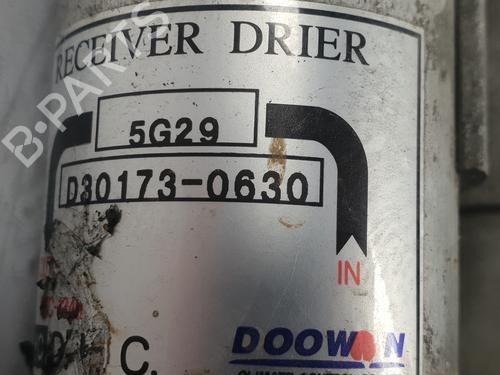 RECEIVER DRIER
5G29
D30173-0630
IN
C.
DOOWON
B-PARTS